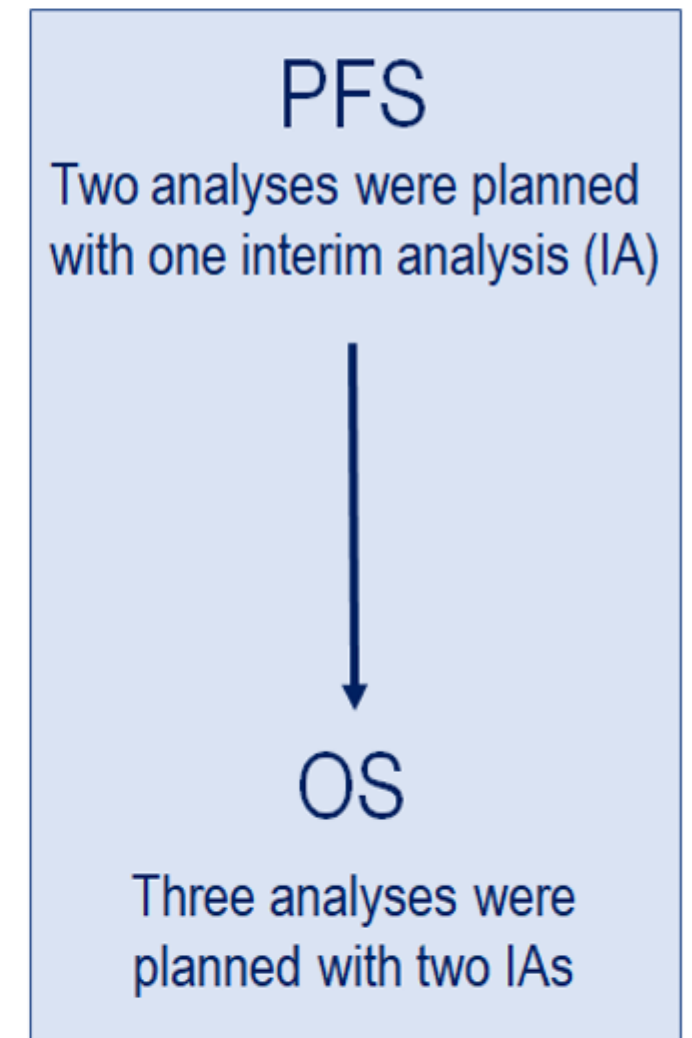 PFS
Two analyses were planned
with one interim analysis (IA)
OS
Three analyses were
planned with two IAs